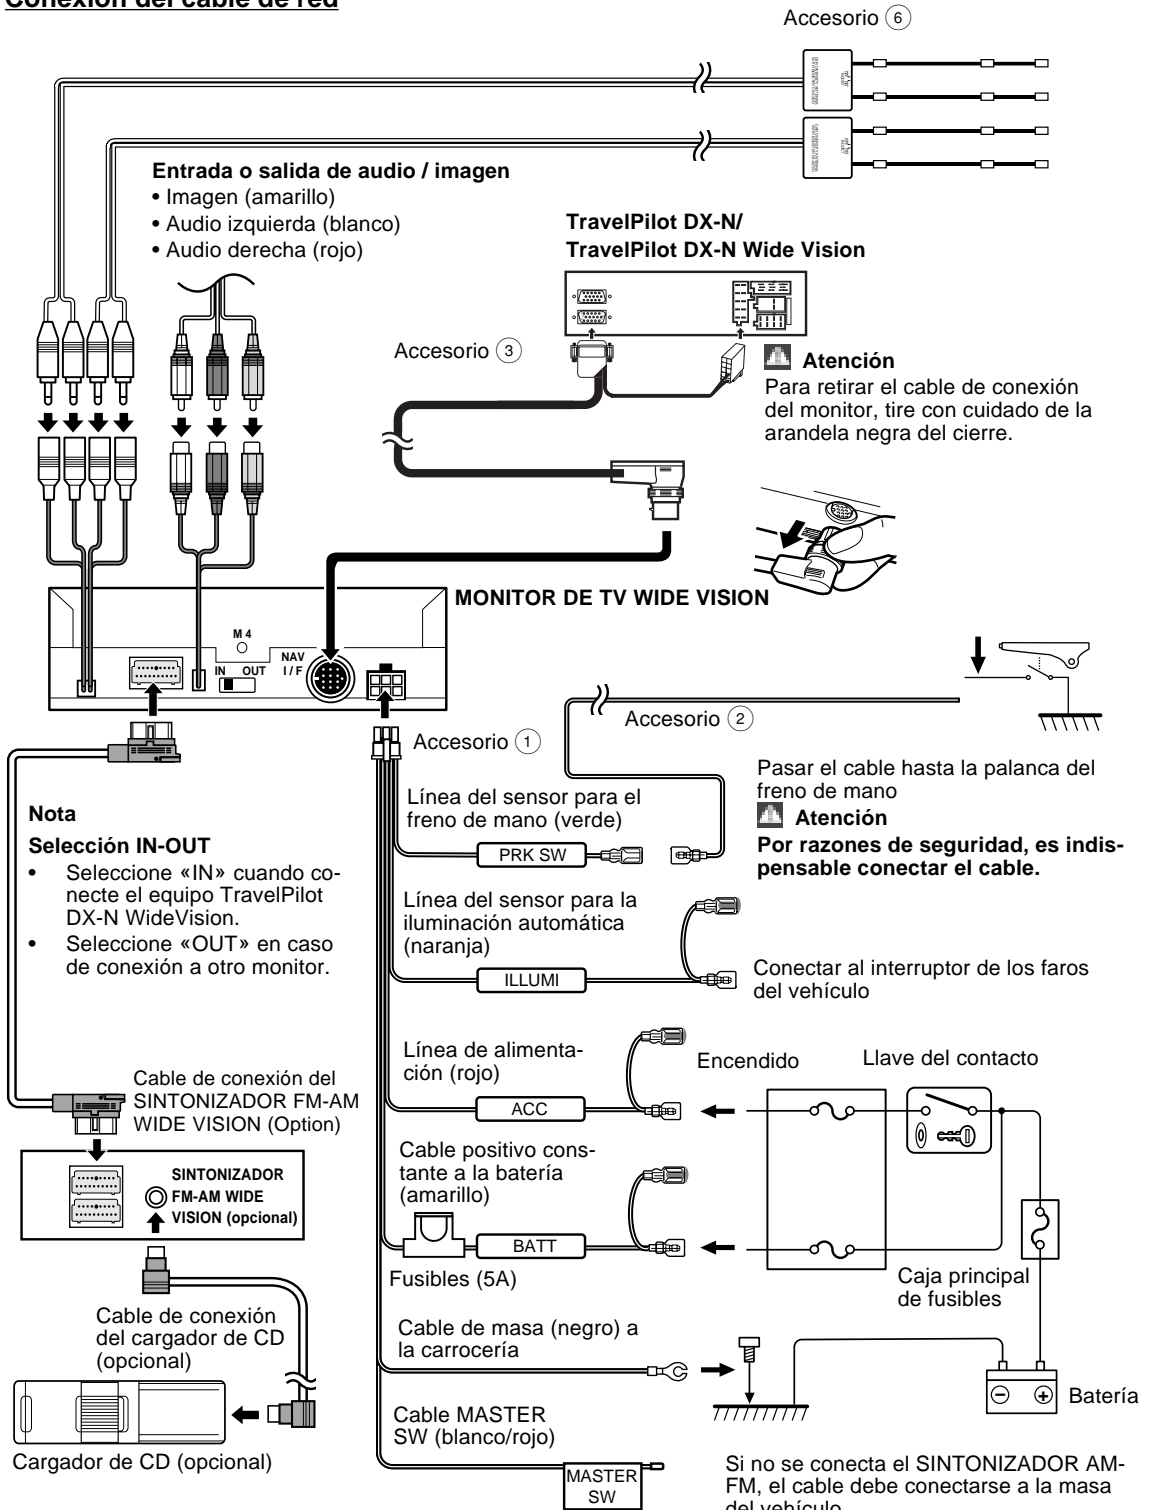 Conexión del cable de red
Accesorio 6
Entrada o salida de audio / imagen
• Imagen (amarillo)
• Audio izquierda (blanco)
• Audio derecha (rojo)
TravelPilot DX-N/
TravelPilot DX-N Wide Vision
Accesorio 3
Atención
Para retirar el cable de conexión
del monitor, tire con cuidado de la
arandela negra del cierre.
MONITOR DE TV WIDE VISION
M 4
IN OUT
NAV
I / F
Accesorio 2
Accesorio 1
Pasar el cable hasta la palanca del
freno de mano
Atención
Por razones de seguridad, es indis-
pensable conectar el cable.
Línea del sensor para el
freno de mano (verde)
PRK SW
Nota
Selección IN-OUT
• Seleccione «IN» cuando co-
necte el equipo TravelPilot
DX-N WideVision.
• Seleccione «OUT» en caso
de conexión a otro monitor.
Línea del sensor para la
iluminación automática
(naranja)
ILLUMI
Conectar al interruptor de los faros
del vehículo
Línea de alimenta-
ción (rojo)
ACC
Encendido
Llave del contacto
Cable de conexión del
SINTONIZADOR FM-AM
WIDE VISION (Option)
SINTONIZADOR
FM-AM WIDE
VISION (opcional)
Cable positivo cons-
tante a la batería
(amarillo)
BATT
Fusibles (5A)
Caja principal
de fusibles
Cable de conexión
del cargador de CD
(opcional)
Cable de masa (negro) a
la carrocería
Batería
Cargador de CD (opcional)
Cable MASTER
SW (blanco/rojo)
MASTER
SW
Si no se conecta el SINTONIZADOR AM-
FM, el cable debe conectarse a la masa
del vehículo